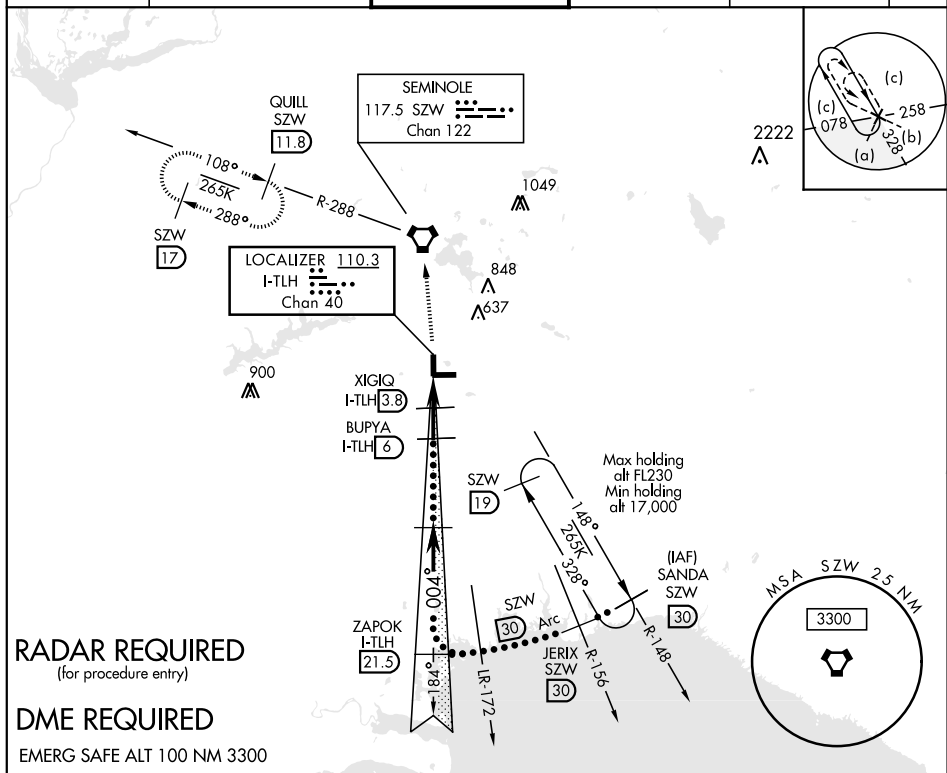 SEMINOLE
117.5 SZW
Chan 122
QUILL
SZW
11.8
108°
265K
288°
R-288
SZW
17
LOCALIZER 110.3
I-TLH
Chan 40
1049
848
637
2222
900
(c)
(c)
258
078
(b)
328
(a)
XIGIQ
I-TLH 3.8
BUPYA
I-TLH 6
SZW
19
148°
265K
328°
Max holding
alt FL230
Min holding
alt 17,000
(IAF)
SANDA
SZW
30
R-148
004°
SZW
30
Arc
ZAPOK
I-TLH
21.5
184°
LR-172
JERIX
SZW
30
R-156
MSA SZW 25 NM
3300
RADAR REQUIRED
(for procedure entry)
DME REQUIRED
EMERG SAFE ALT 100 NM 3300